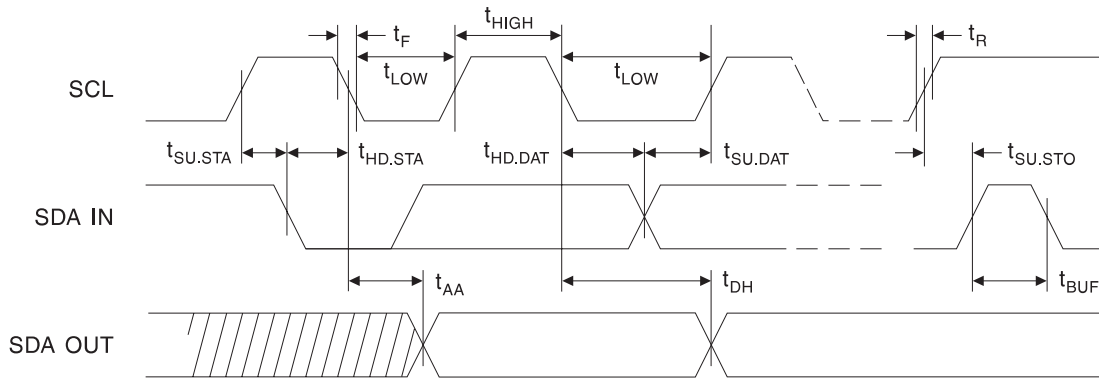 tHIGH
tF
tR
tLOW
tLOW
SCL
tSU.STA
tHD.STA
tHD.DAT
tSU.DAT
tSU.STO
SDA IN
tAA
tDH
tBUF
SDA OUT